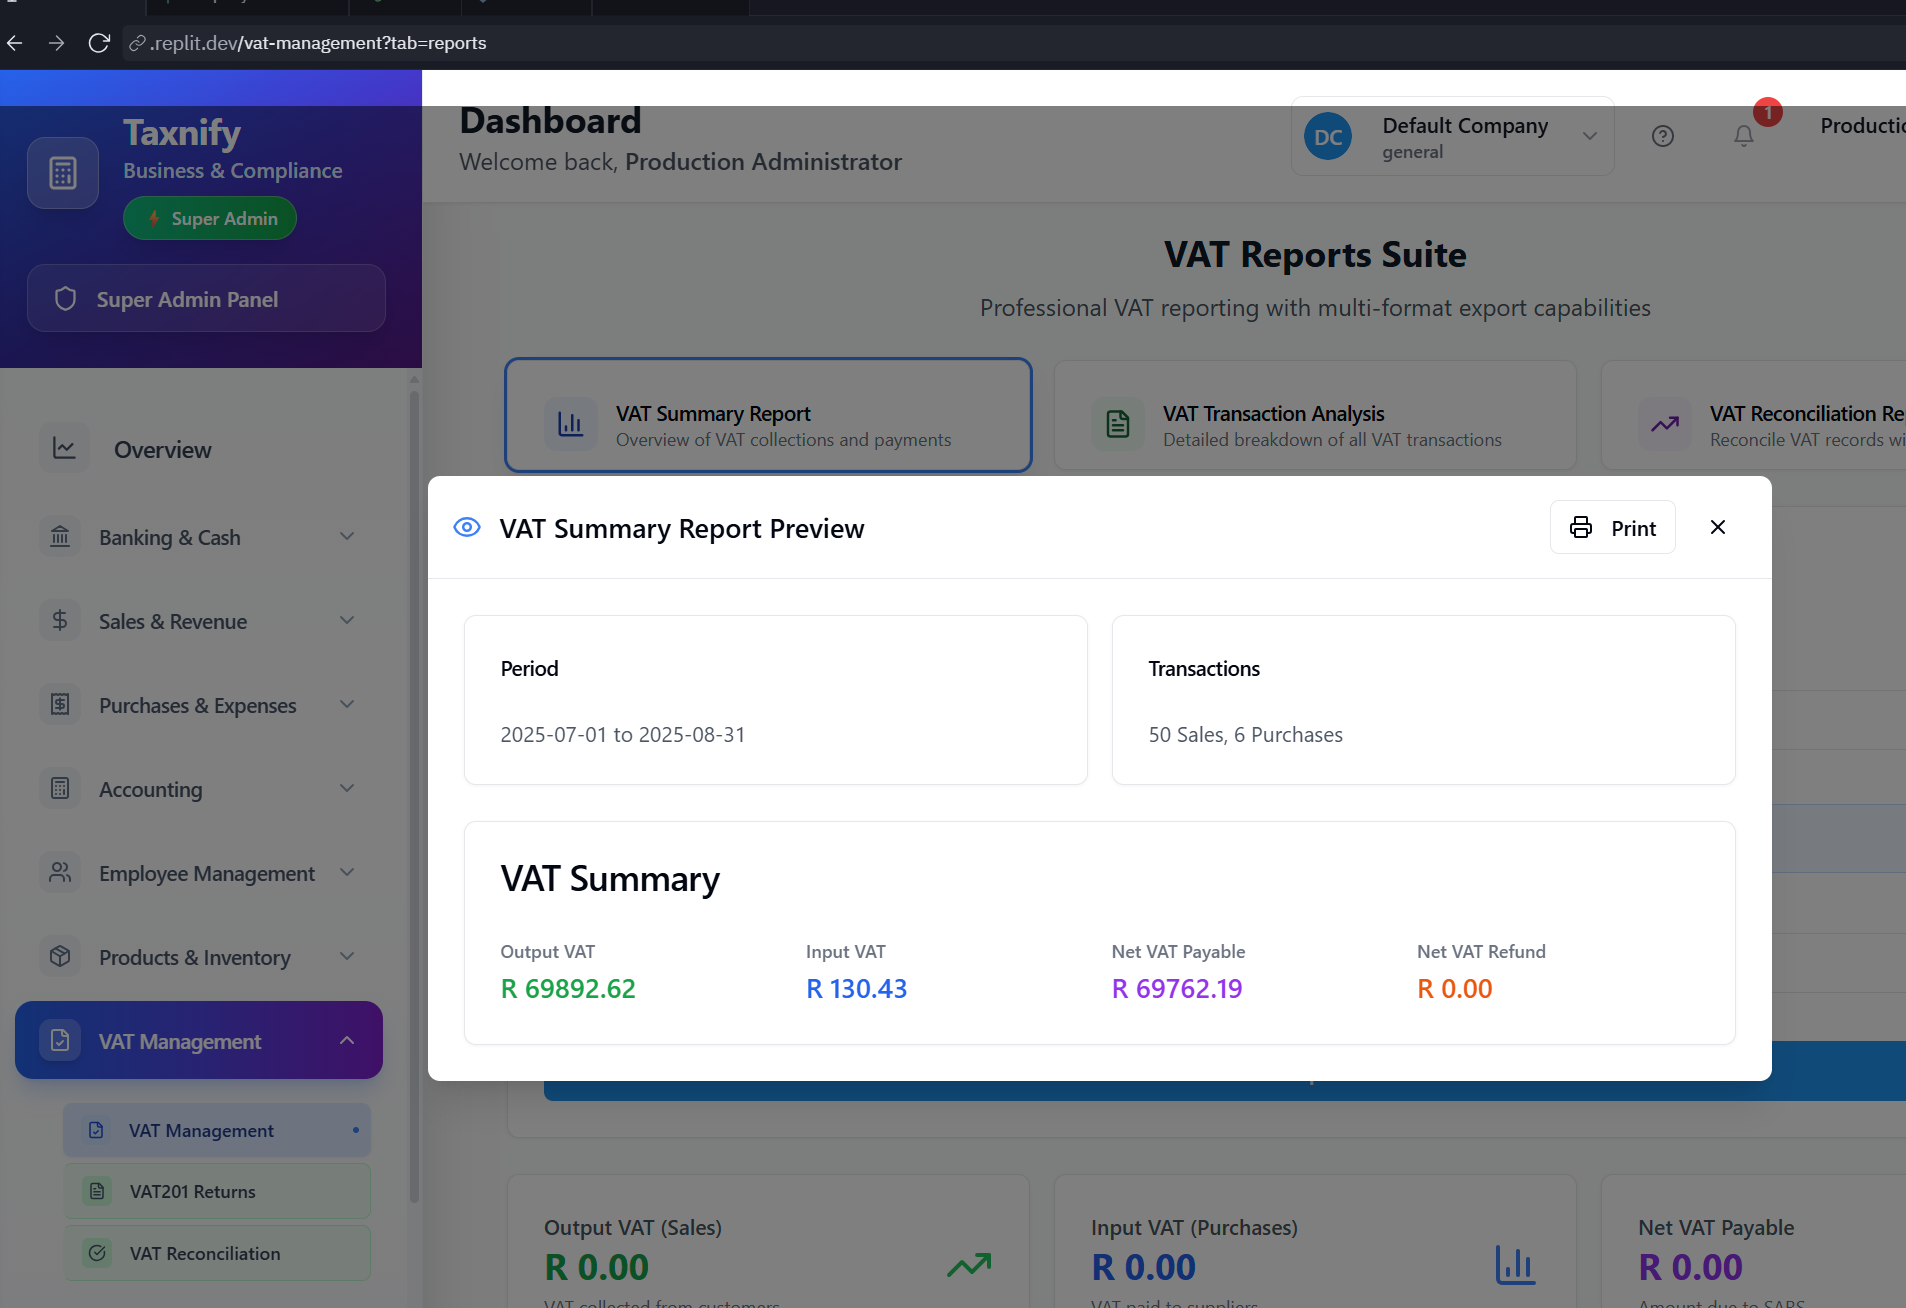 .replit.dev/vat-management?tab=reports
Taxnify
Business & Compliance
Super Admin
Super Admin Panel
Overview
Banking & Cash
Sales & Revenue
Purchases & Expenses
Accounting
Employee Management
Products & Inventory
VAT Management
VAT Management
VAT201 Returns
VAT Reconciliation
Dashboard
Welcome back, Production Administrator
DC
Default Company
general
1
VAT Reports Suite
Professional VAT reporting with multi-format export capabilities
VAT Summary Report
Overview of VAT collections and payments
VAT Transaction Analysis
Detailed breakdown of all VAT transactions
VAT Reconciliation
Reconcile VAT records
VAT Summary Report Preview
Print
Period
2025-07-01 to 2025-08-31
Transactions
50 Sales, 6 Purchases
VAT Summary
Output VAT
R 69892.62
Input VAT
R 130.43
Net VAT Payable
R 69762.19
Net VAT Refund
R 0.00
Output VAT (Sales)
R 0.00
VAT collected from customers
Input VAT (Purchases)
R 0.00
VAT paid to suppliers
Net VAT Payable
R 0.00
Amount due to SARS